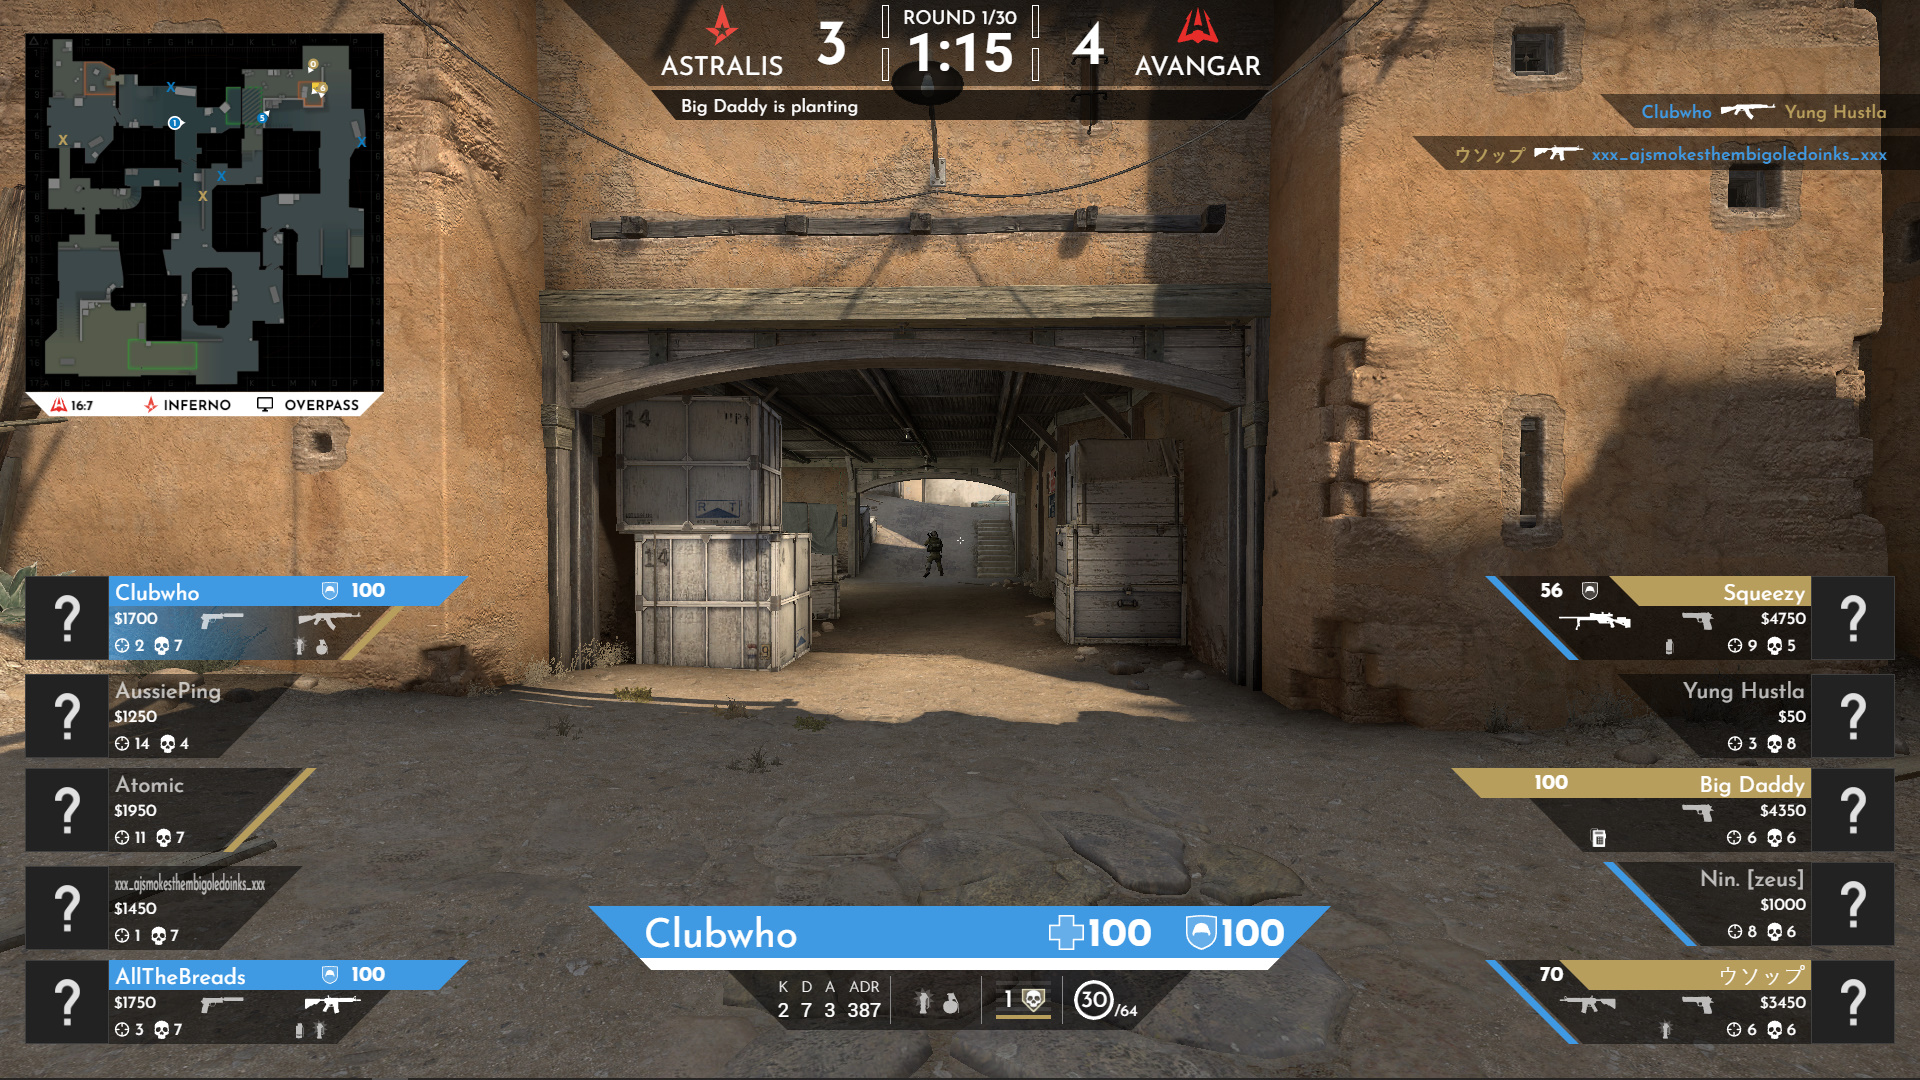 ASTRALIS
3
ROUND 1/30
1:15
4
AVANGAR
Big Daddy is planting
Clubwho Yung Hustla
ウソップ xxx_ajsmokesthembigoledoinks_xxx
16:7 INFERNO OVERPASS
14
14
R T
Clubwho 100
$1700
2 7
AussiePing
$1250
14 4
Atomic
$1950
11 7
xxx_ajsmokesthembigoledoinks_xxx
$1450
1 7
AllTheBreads 100
$1750
3 7
56 Squeezy
$4750
9 5
Yung Hustla
$50
3 8
100 Big Daddy
$4350
6 6
Nin. [zeus]
$1000
8 6
70 ウソップ
$3450
6 6
Clubwho 100 100
K D A ADR
2 7 3 387
1
30/64